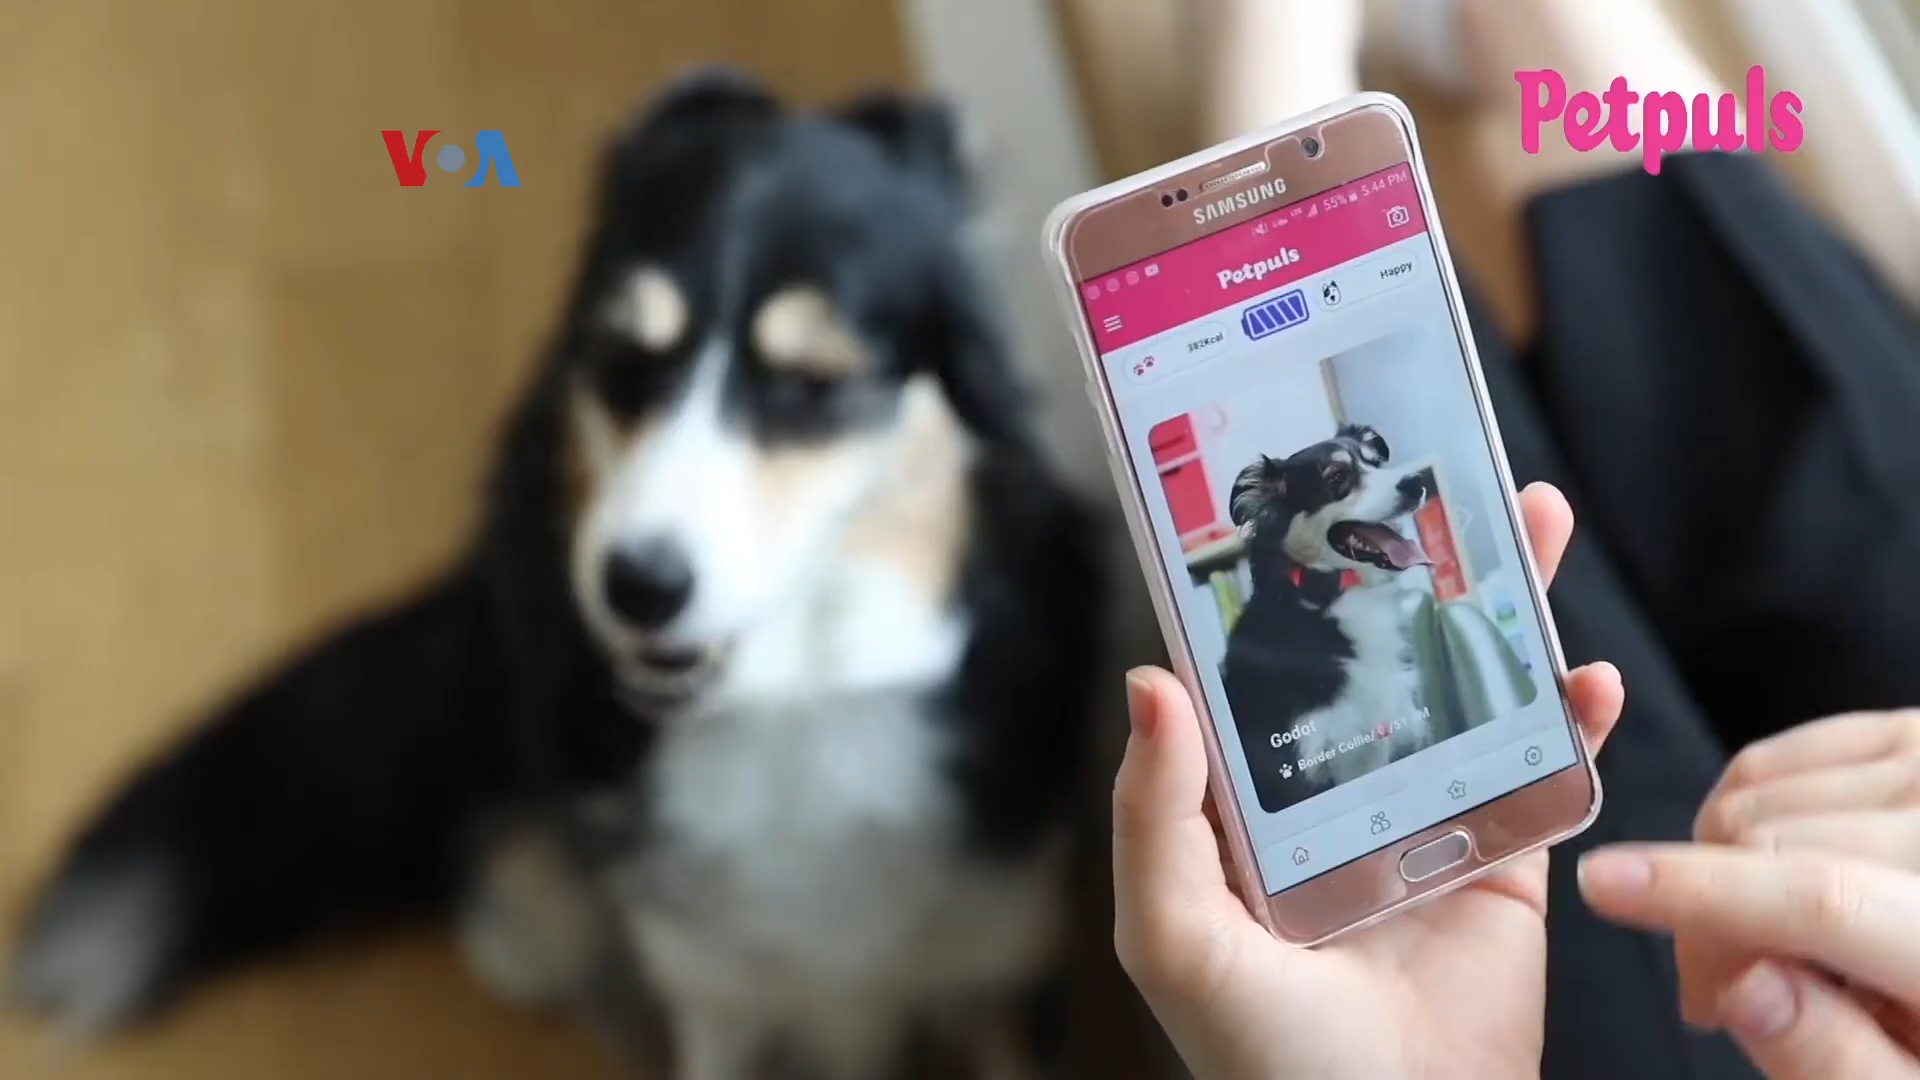 VOA
Petpuls
SAMSUNG
55% 5.44 PM
Petpuls
Happy
382Kcal
Godot
Border Collie/